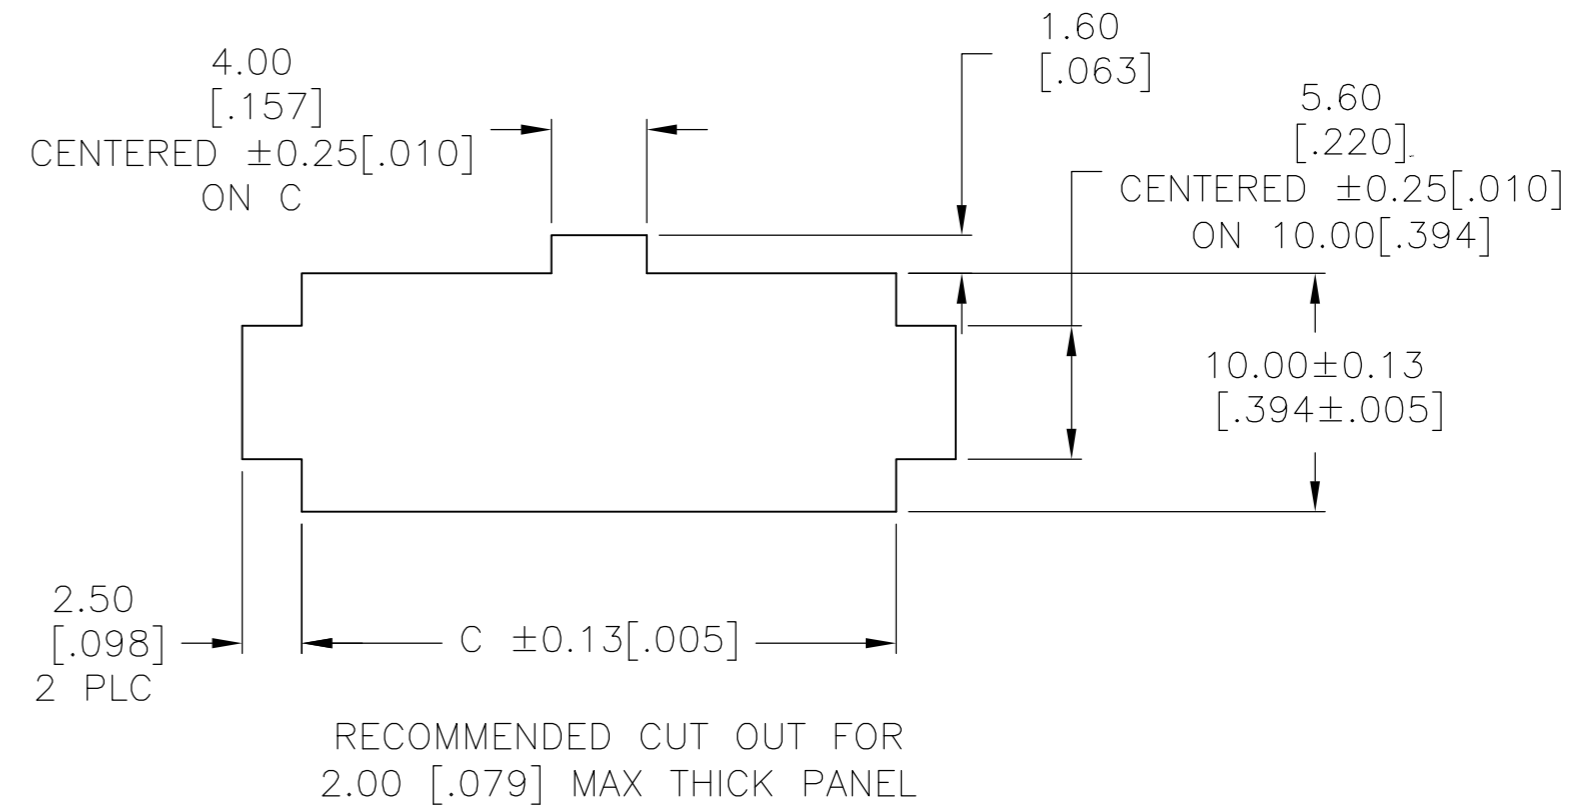 4.00
[.157]
CENTERED ±0.25[.010]
ON C
1.60
[.063]
5.60
[.220]
CENTERED ±0.25[.010]
ON 10.00[.394]
10.00±0.13
[.394±.005]
2.50
[.098]
2 PLC
C ±0.13[.005]
RECOMMENDED CUT OUT FOR
2.00 [.079] MAX THICK PANEL